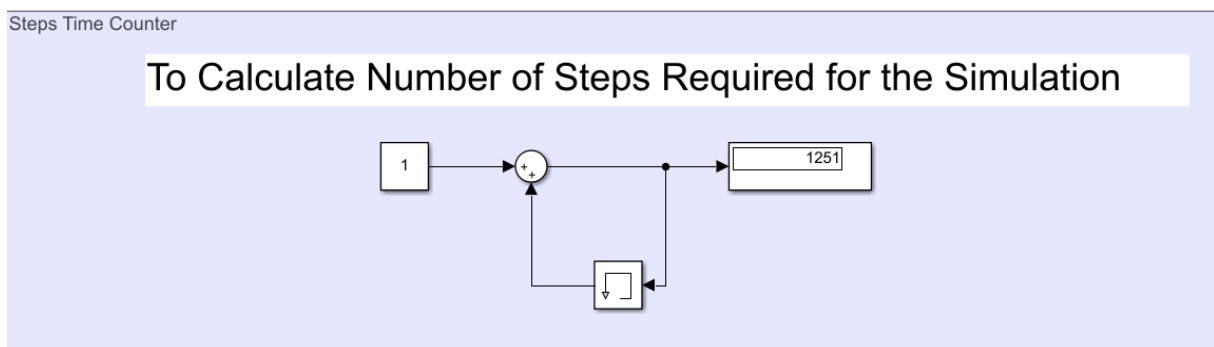 Steps Time Counter
To Calculate Number of Steps Required for the Simulation
1
+
+
1251